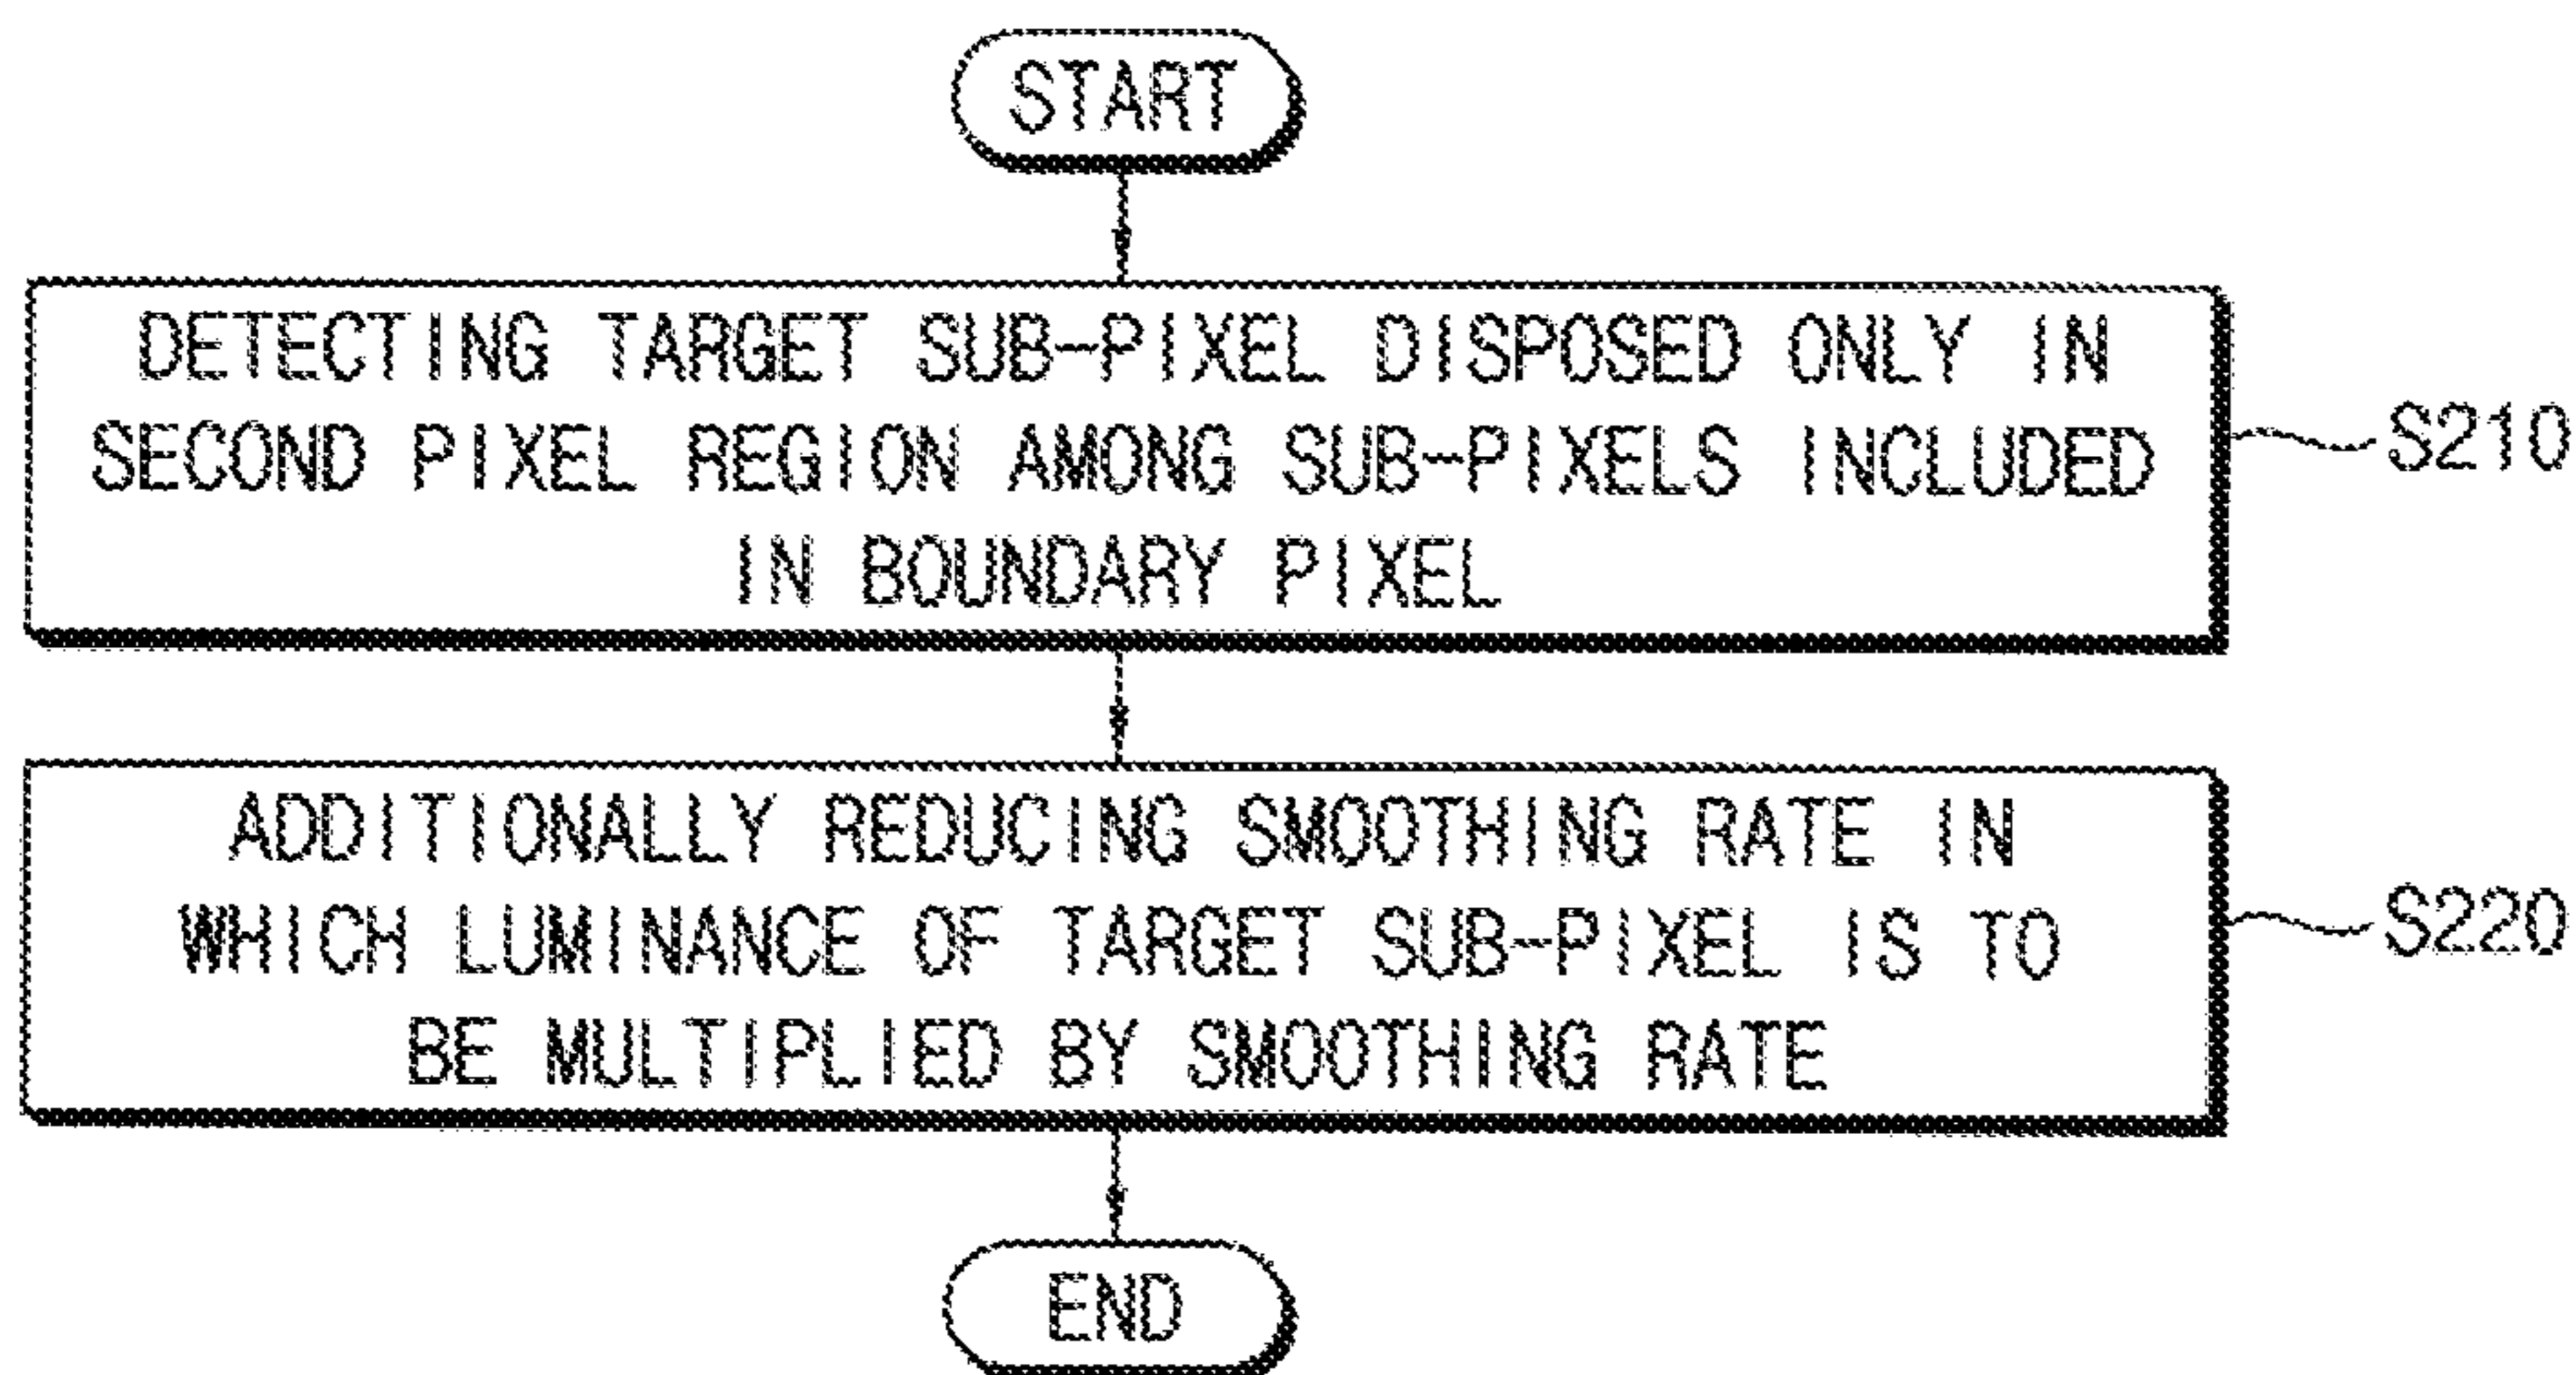 START
DETECTING TARGET SUB-PIXEL DISPOSED ONLY IN
SECOND PIXEL REGION AMONG SUB-PIXELS INCLUDED
IN BOUNDARY PIXEL
S210
ADDITIONALLY REDUCING SMOOTHING RATE IN
WHICH LUMINANCE OF TARGET SUB-PIXEL IS TO
BE MULTIPLIED BY SMOOTHING RATE
S220
END